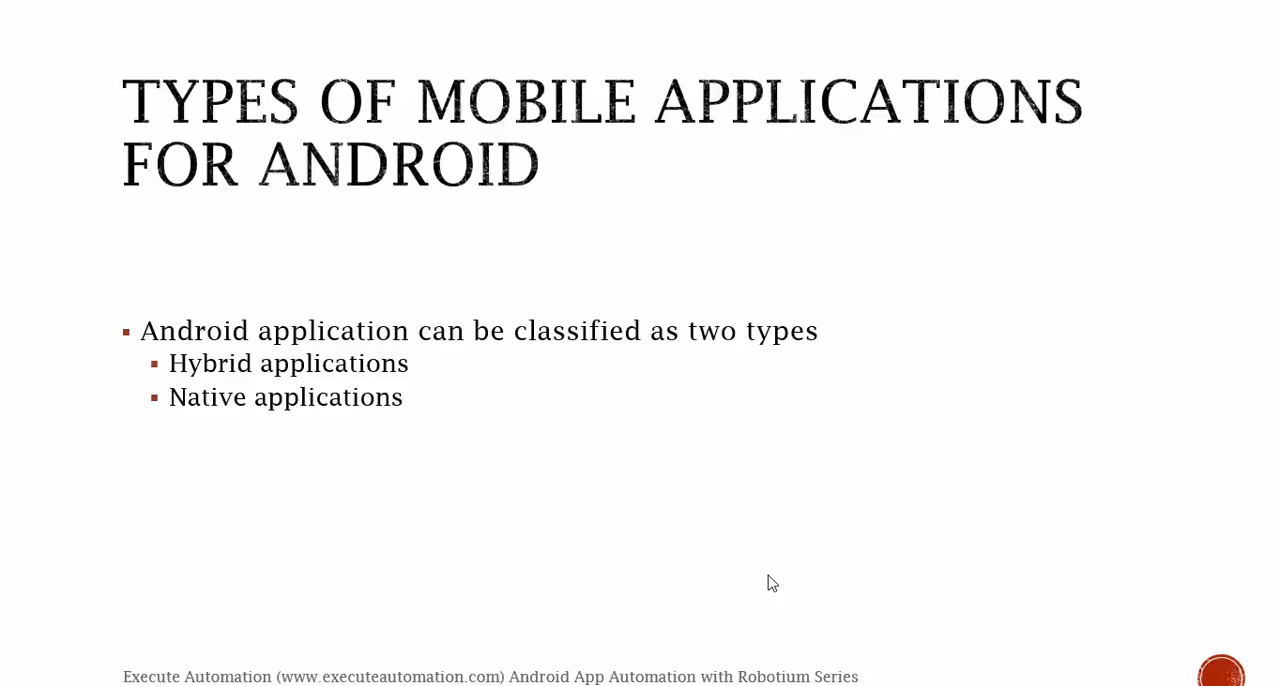 TYPES OF MOBILE APPLICATIONS
FOR ANDROID
Android application can be classified as two types
Hybrid applications
Native applications
Execute Automation (www.executeautomation.com) Android App Automation with Robotium Series